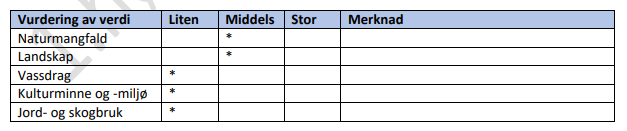 Vurdering av verdi Liten Middels Stor Merknad
Naturmangfald *
Landskap *
Vassdrag *
Kulturminne og -miljø *
Jord- og skogbruk *